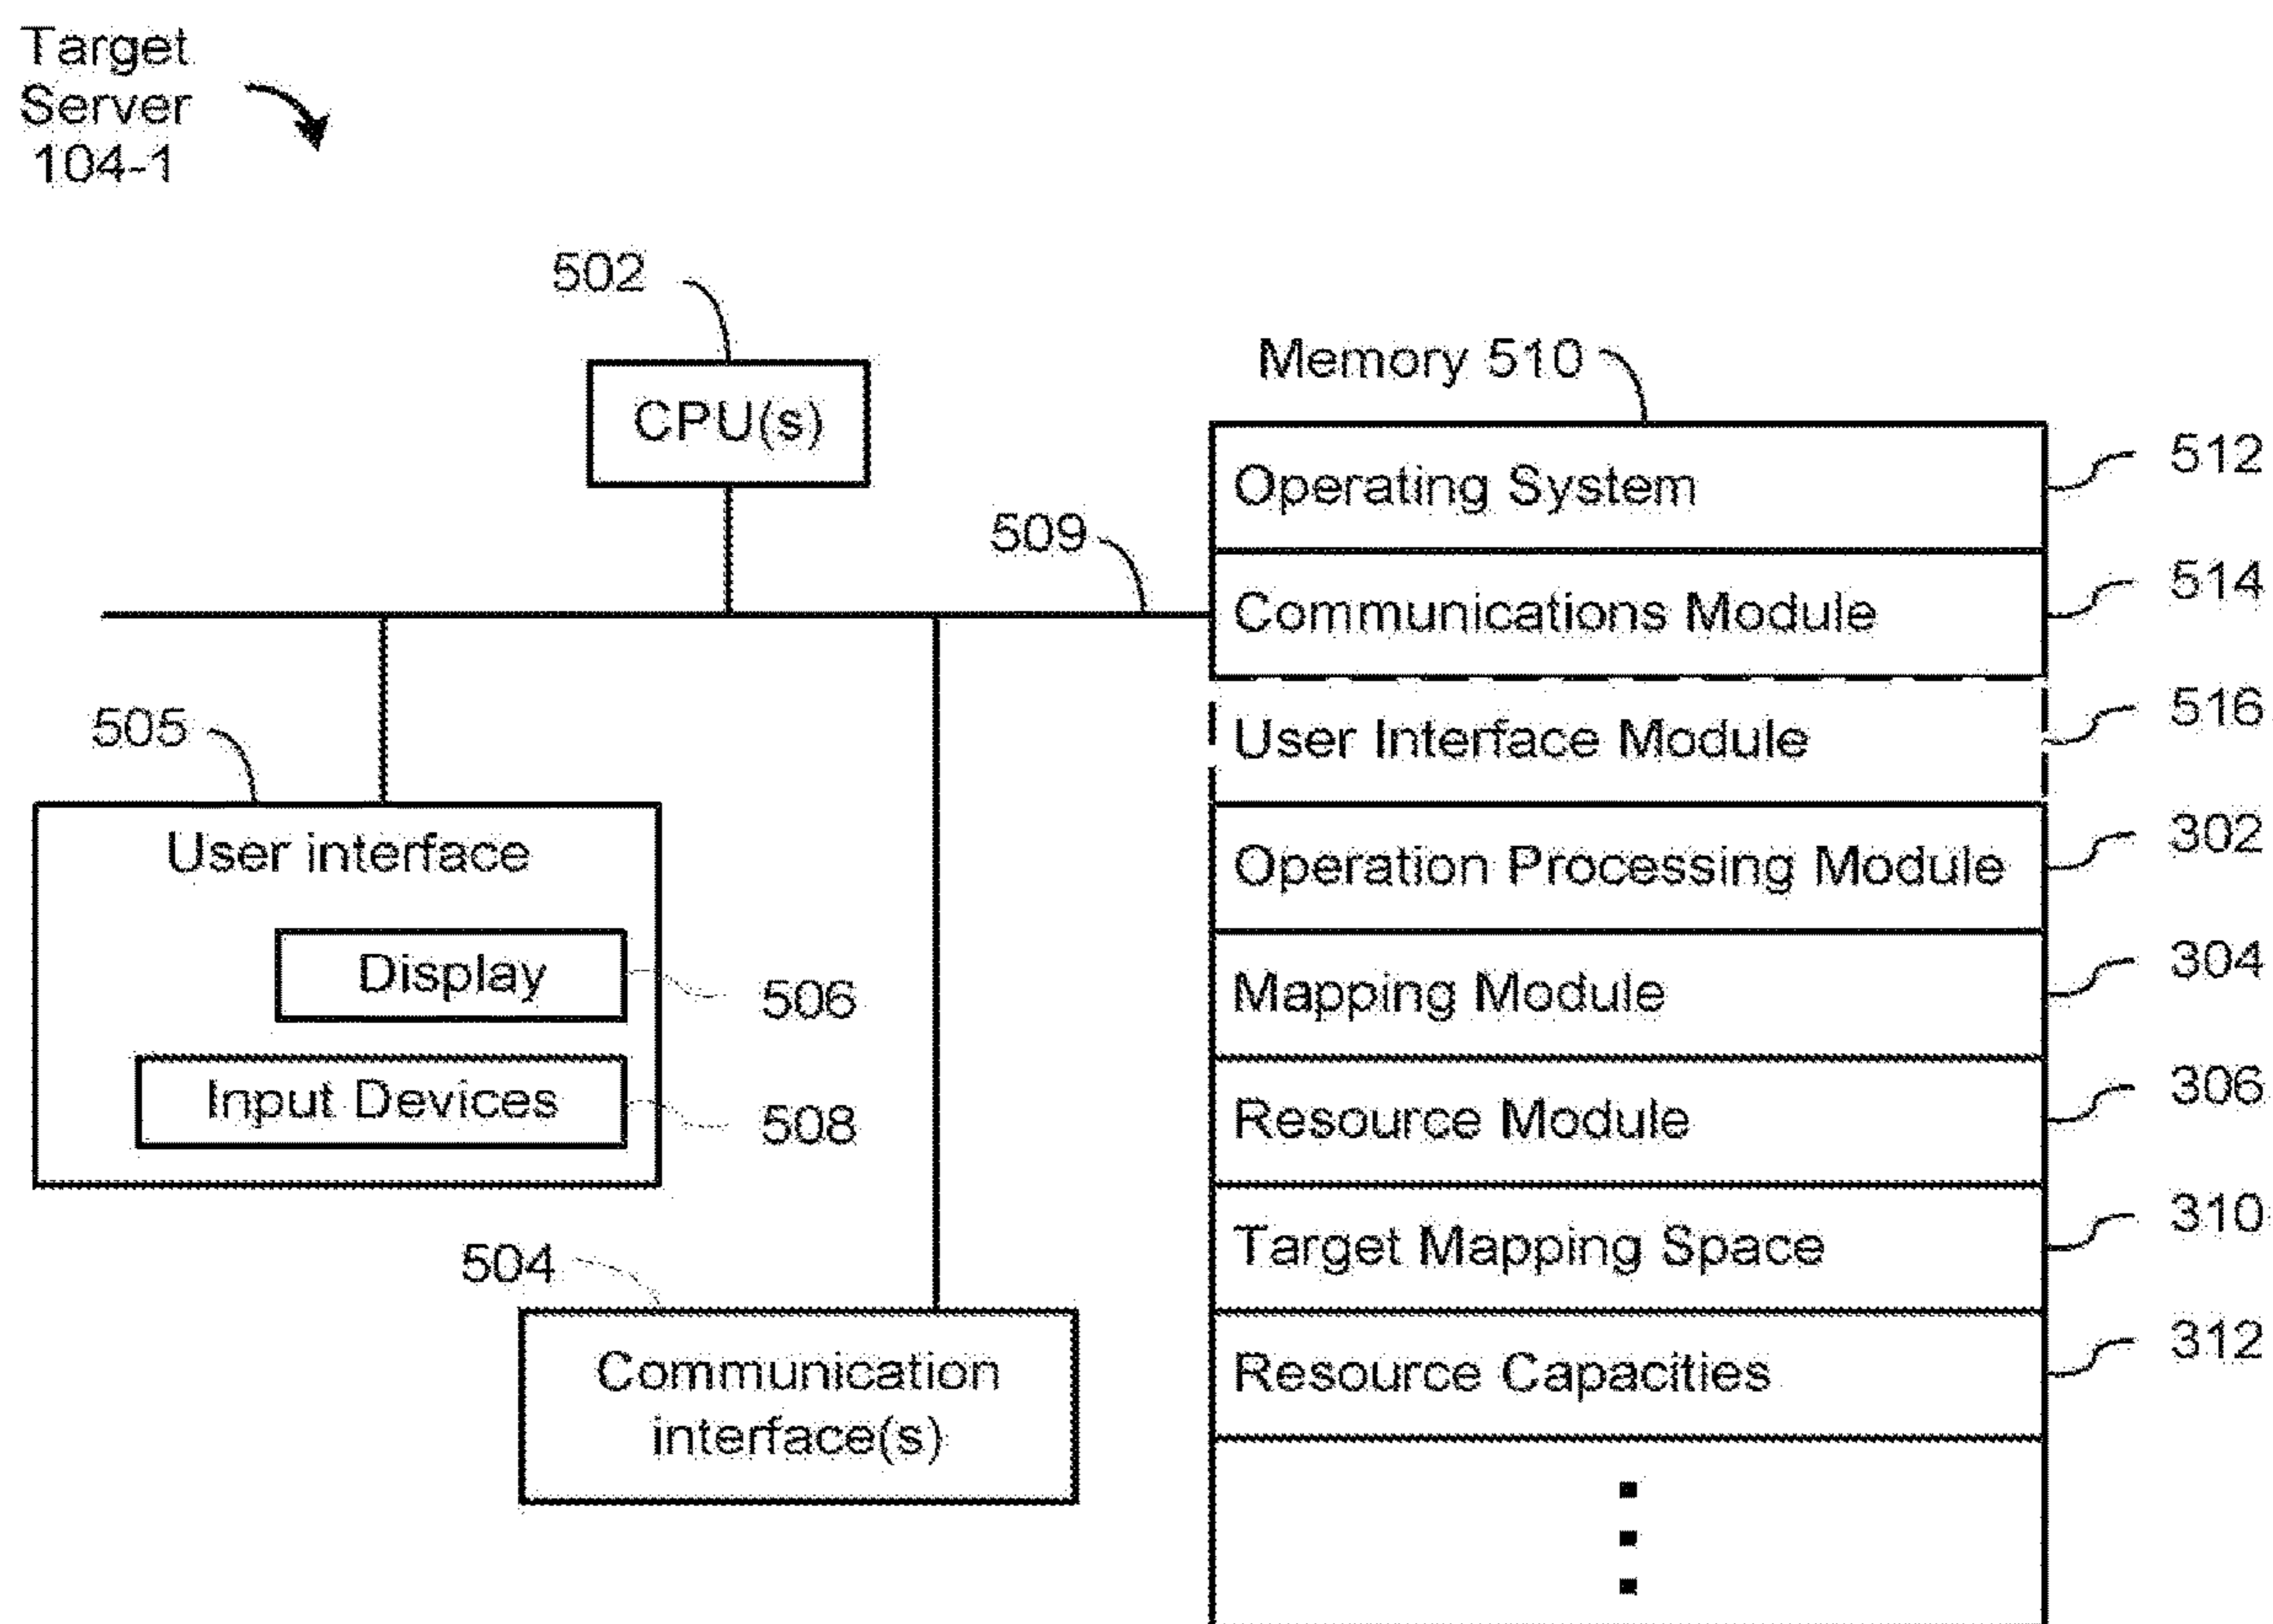 Target
Server
104-1
502
CPU(s)
509
Memory 510
Operating System
512
Communications Module
514
User Interface Module
516
Operation Processing Module
302
Mapping Module
304
Resource Module
306
Target Mapping Space
310
Resource Capacities
312
505
User interface
Display
506
Input Devices
508
504
Communication
interface(s)